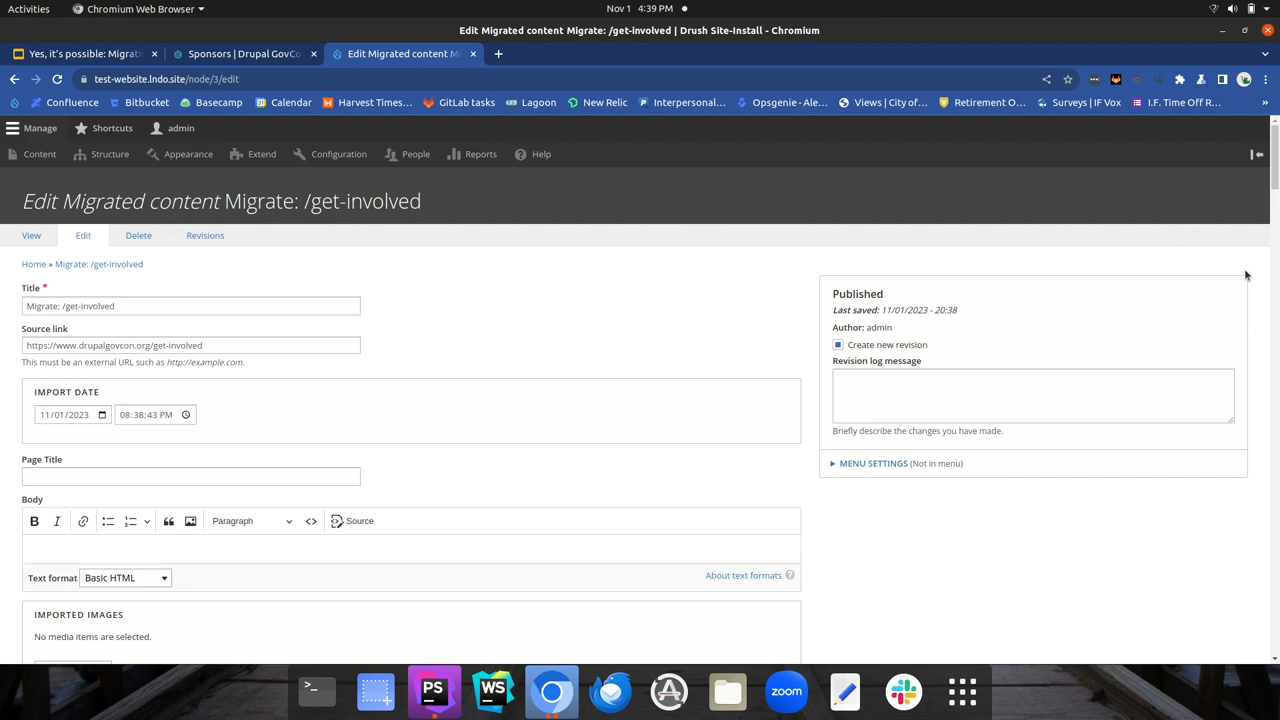 Activities
Chromium Web Browser
Nov 1 4:39 PM
Edit Migrated content Migrate: /get-involved | Drush Site-Install - Chromium
Yes, it's possible: Migrati
Sponsors | Drupal GovCo
Edit Migrated content M
test-website.lndo.site/node/3/edit
Confluence
Bitbucket
Basecamp
Calendar
Harvest Times...
GitLab tasks
Lagoon
New Relic
Interpersonal...
Opsgenie - Ale...
Views | City of...
Retirement O...
Surveys | IF Vox
I.F. Time Off R...
Manage
Shortcuts
admin
Content
Structure
Appearance
Extend
Configuration
People
Reports
Help
Edit Migrated content Migrate: /get-involved
View
Edit
Delete
Revisions
Home » Migrate: /get-involved
Title *
Migrate: /get-involved
Source link
https://www.drupalgovcon.org/get-involved
This must be an external URL such as http://example.com.
IMPORT DATE
11/01/2023
08:38:43 PM
Page Title
Body
B I
Paragraph
Source
Text format
Basic HTML
About text formats ?
IMPORTED IMAGES
No media items are selected.
Published
Last saved: 11/01/2023 - 20:38
Author: admin
Create new revision
Revision log message
Briefly describe the changes you have made.
MENU SETTINGS (Not in menu)
PS
WS
zoom